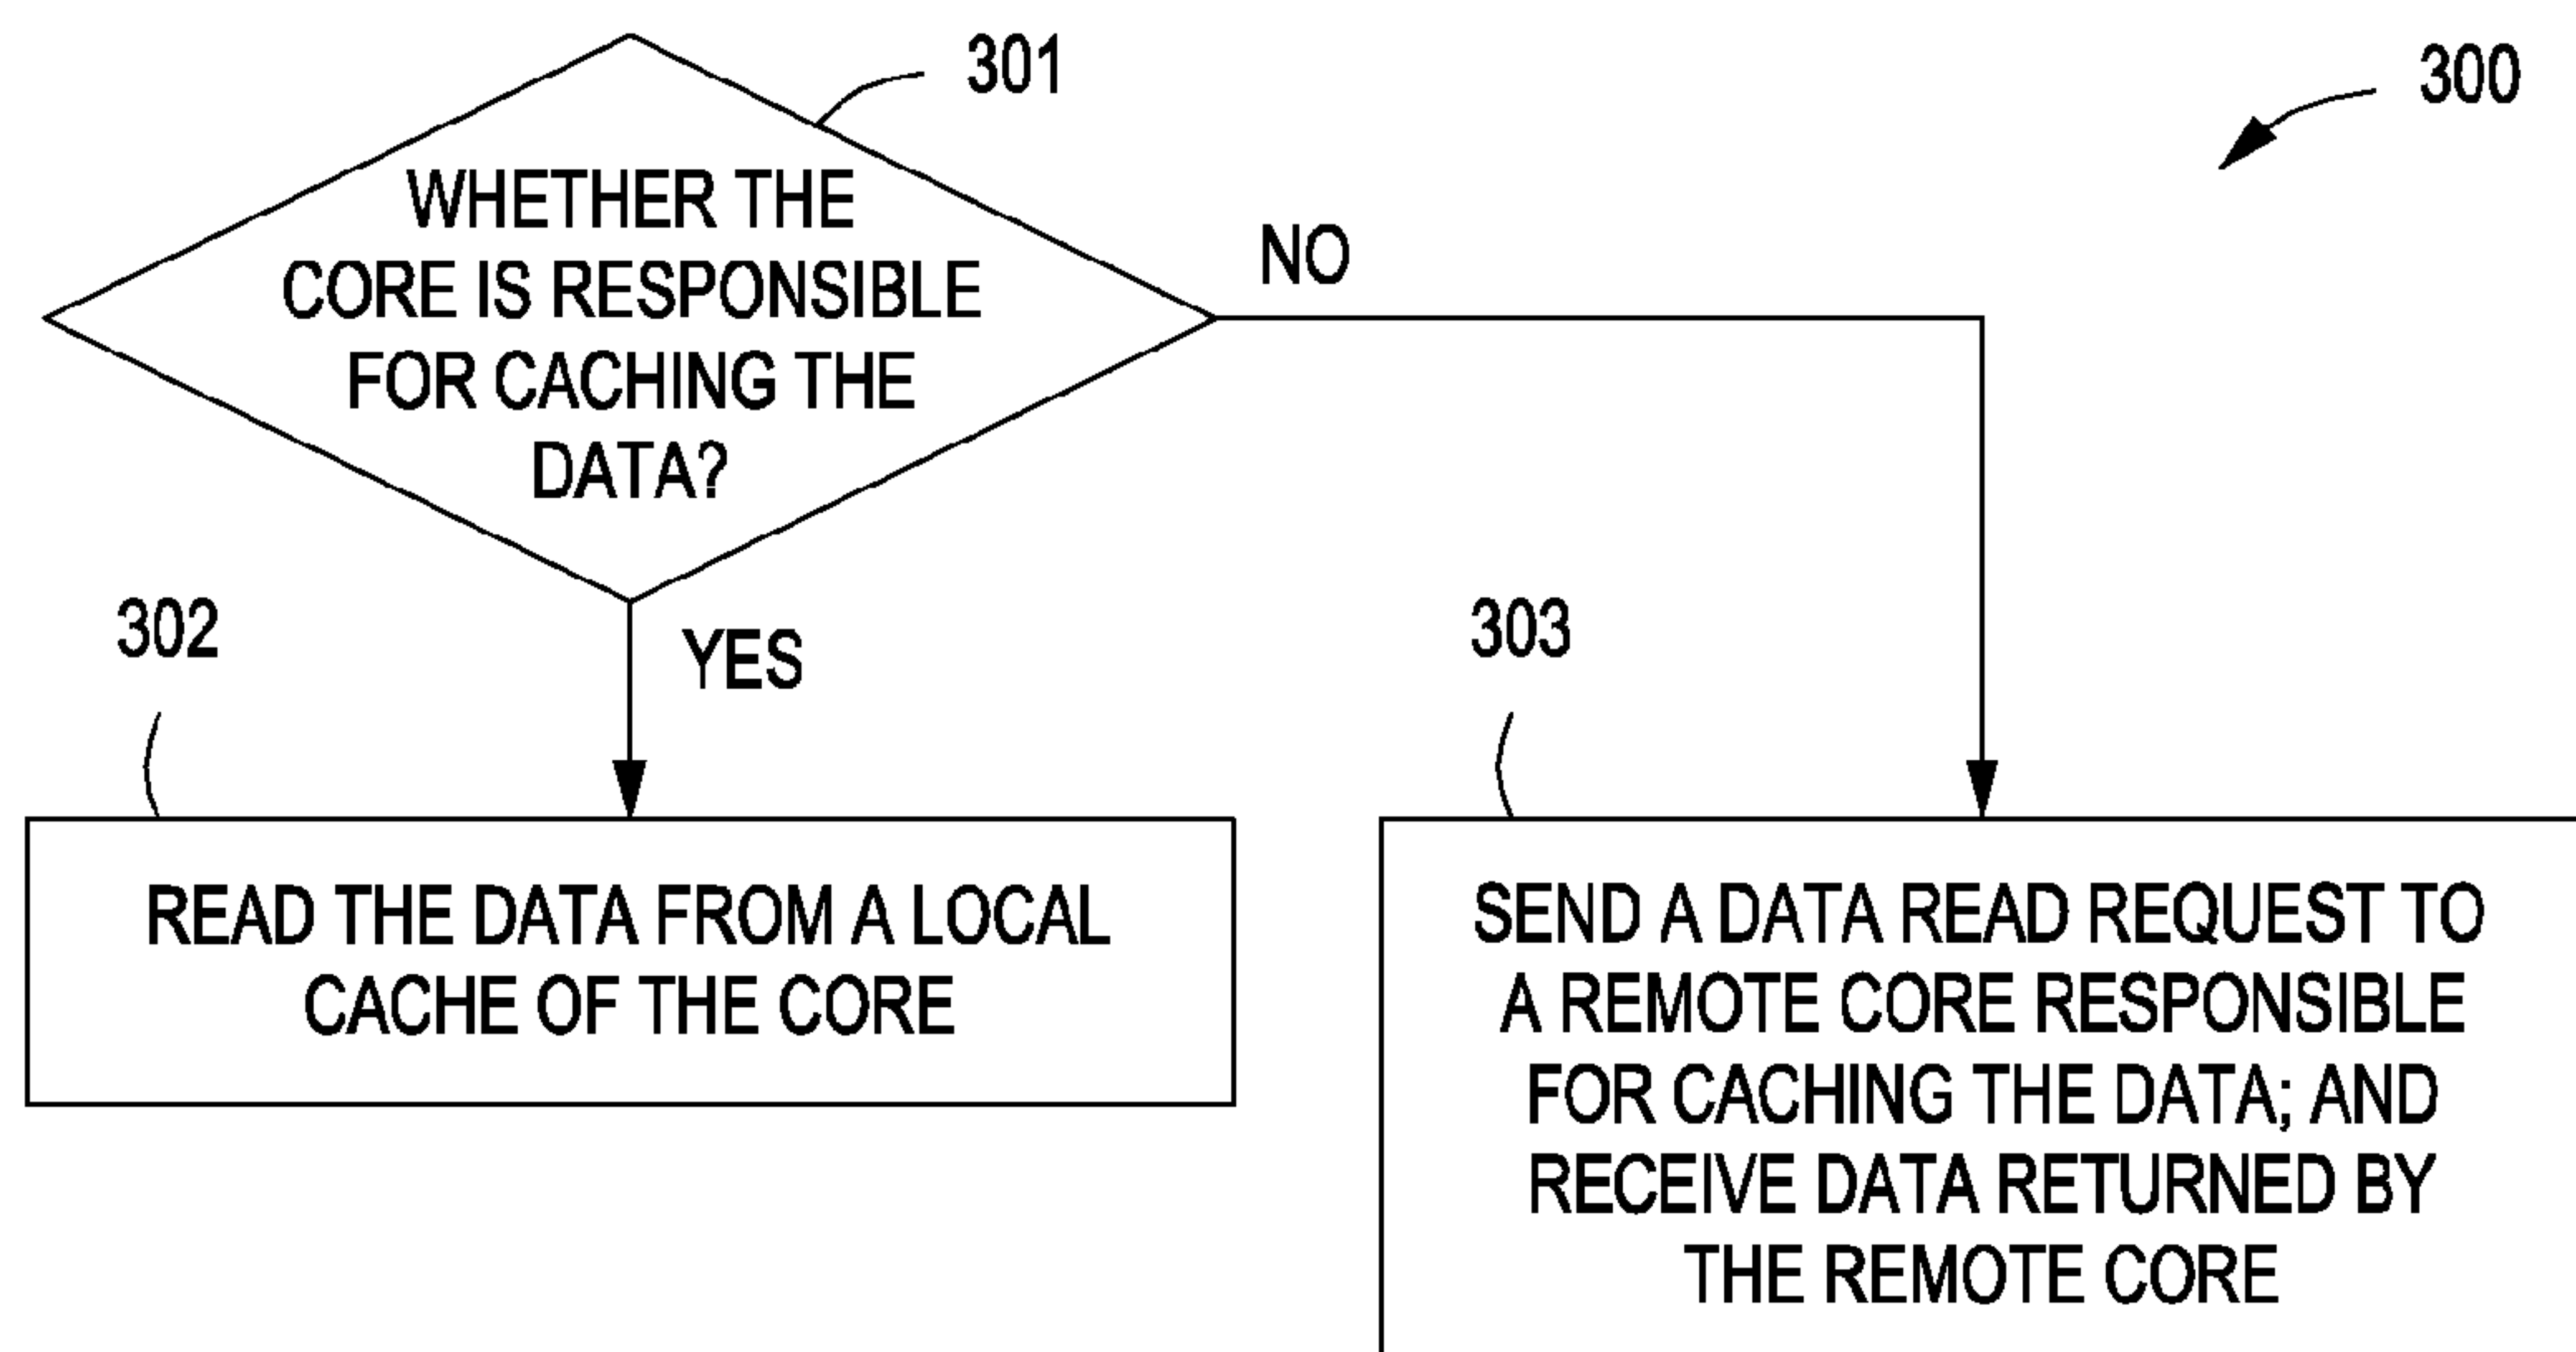 301
300
WHETHER THE
CORE IS RESPONSIBLE
FOR CACHING THE
DATA?
NO
302
YES
303
READ THE DATA FROM A LOCAL
CACHE OF THE CORE
SEND A DATA READ REQUEST TO
A REMOTE CORE RESPONSIBLE
FOR CACHING THE DATA; AND
RECEIVE DATA RETURNED BY
THE REMOTE CORE